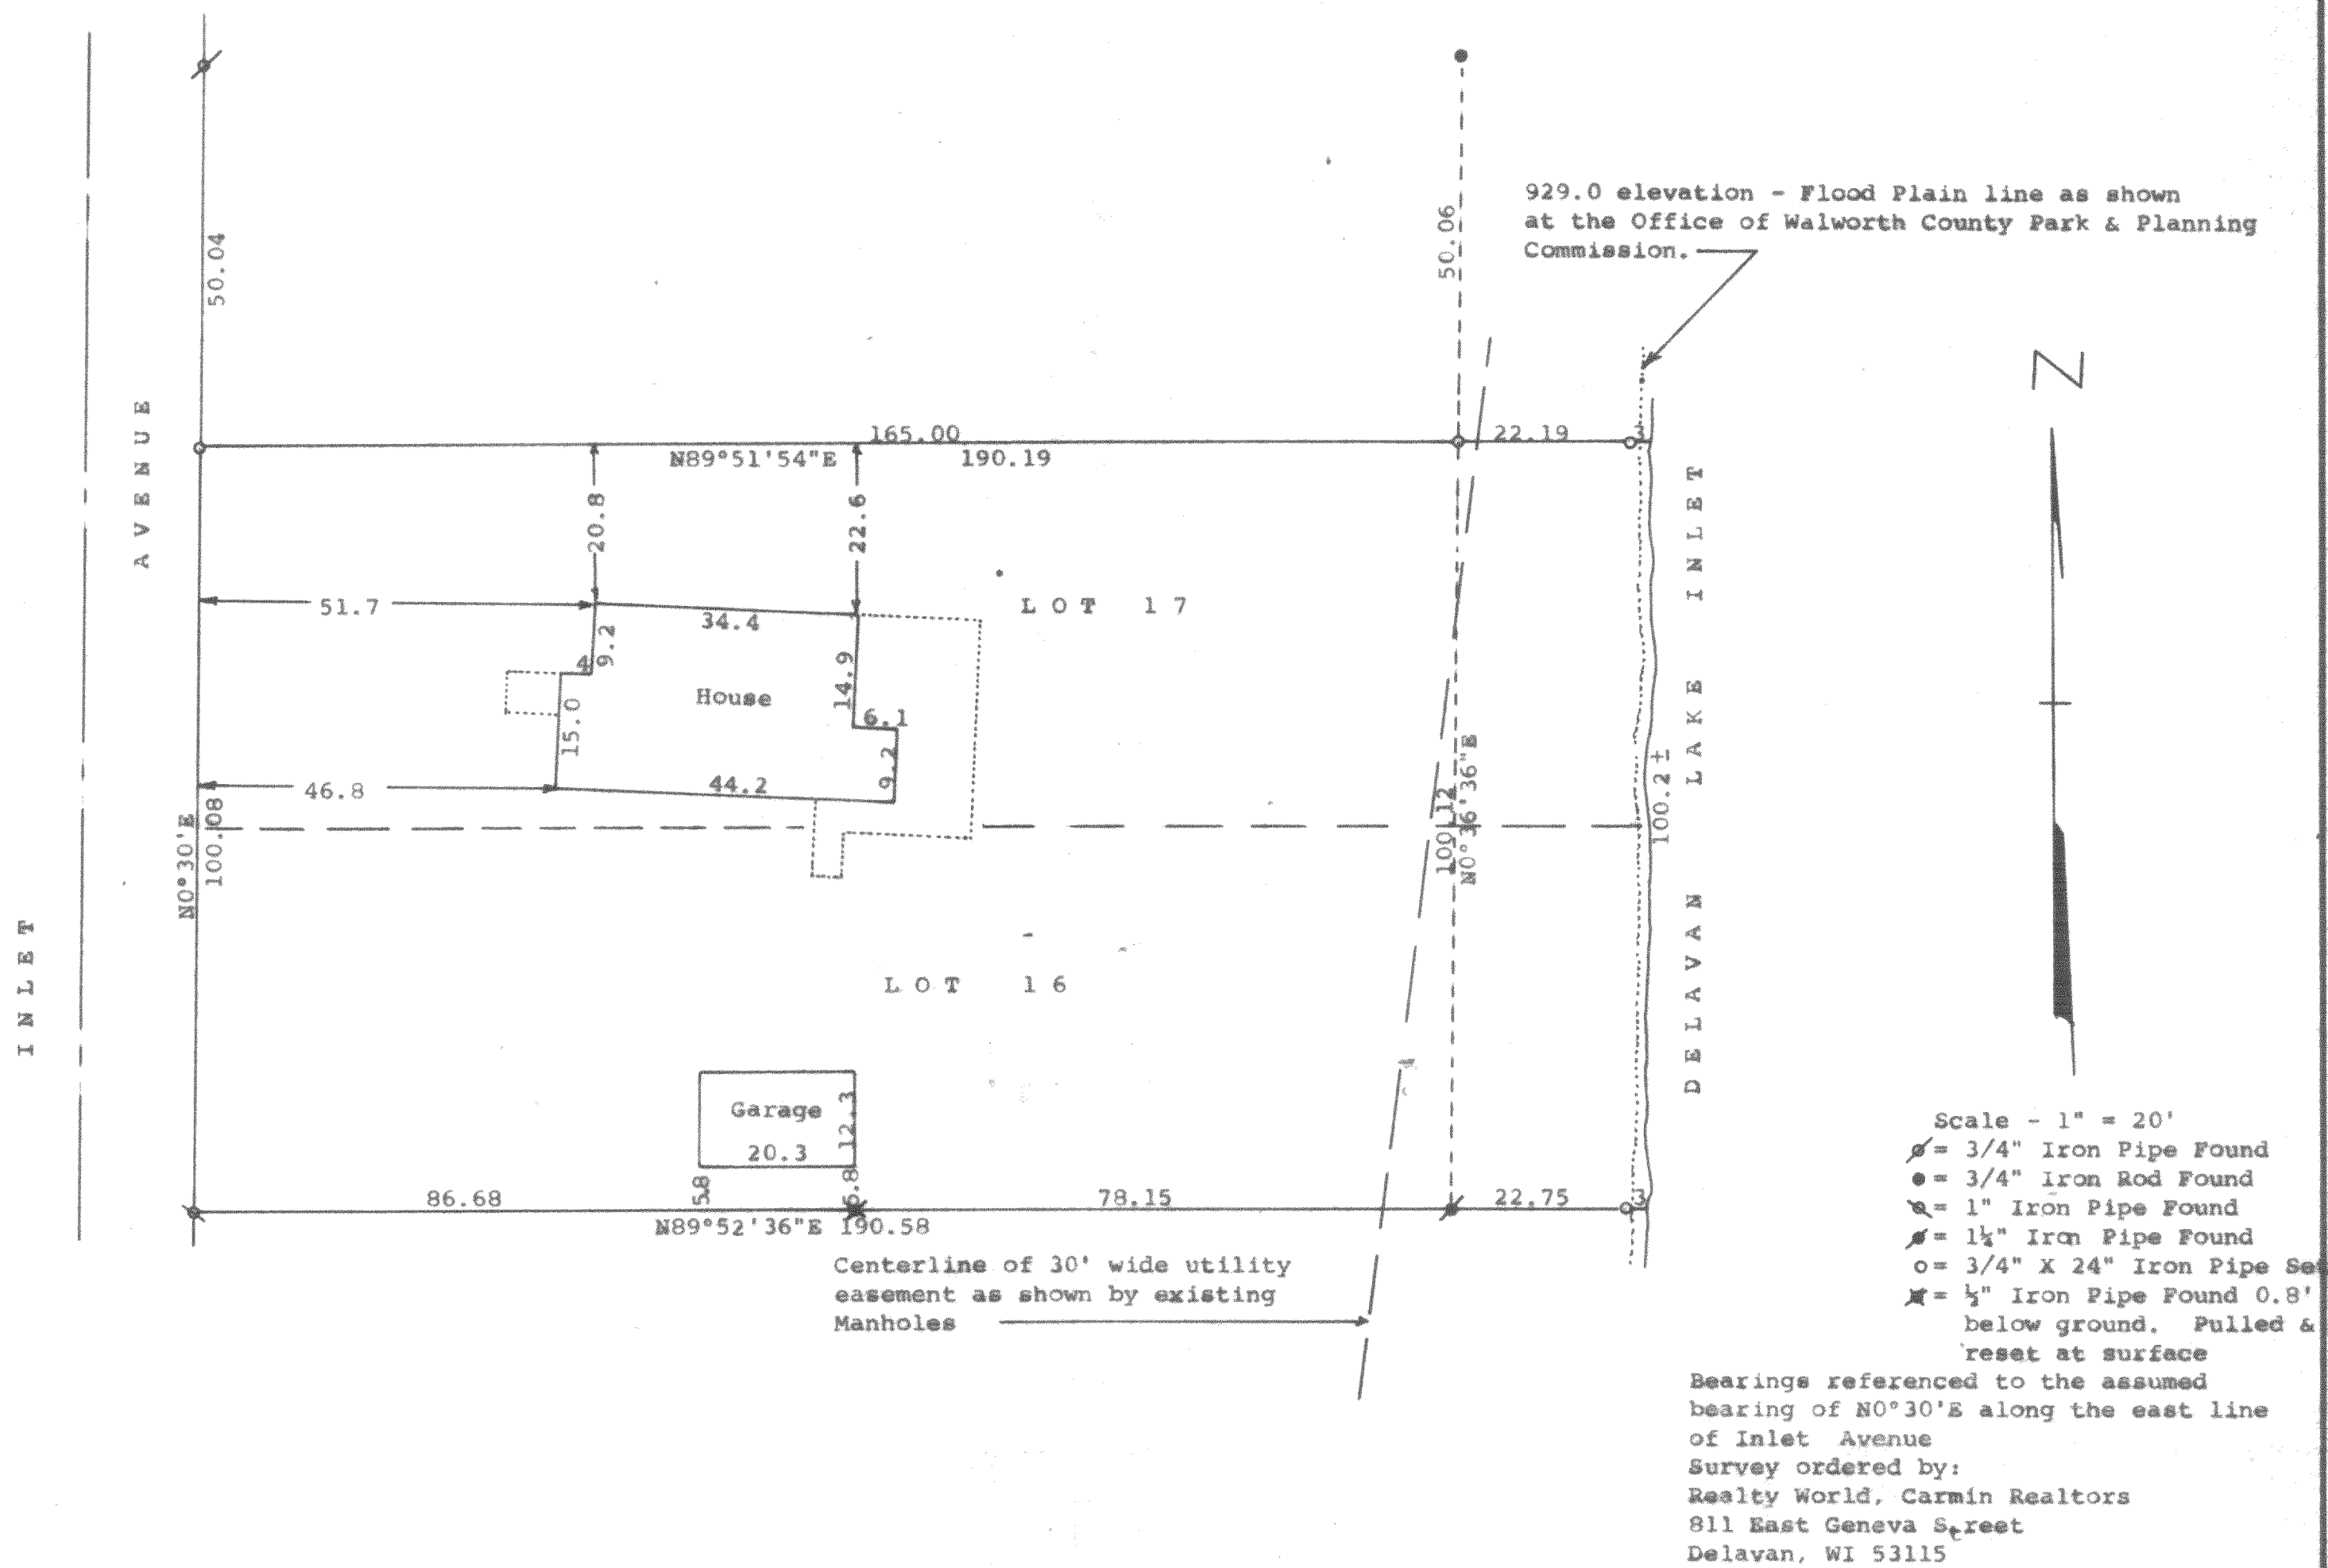 50.04
50.06
929.0 elevation - Flood Plain line as shown
at the Office of Walworth County Park & Planning
Commission.
N
AVENUE
165.00
N89°51'54"E
190.19
22.19
3
20.8
22.6
51.7
34.4
9.2
4
14.9
House
6.1
15.0
9.2
46.8
44.2
LOT 17
N0°30'E
100.08
100.12
N0°36'36"E
100.2±
DELAVAN LAKE INLET
INLET
LOT 16
Garage
20.3
12.3
5.8
6.8
86.68
78.15
22.75
3
N89°52'36"E 190.58
Centerline of 30' wide utility
easement as shown by existing
Manholes
Scale - 1" = 20'
= 3/4" Iron Pipe Found
= 3/4" Iron Rod Found
= 1" Iron Pipe Found
= 1¼" Iron Pipe Found
= 3/4" X 24" Iron Pipe Set
= ½" Iron Pipe Found 0.8'
below ground. Pulled &
reset at surface
Bearings referenced to the assumed
bearing of N0°30'E along the east line
of Inlet Avenue
Survey ordered by:
Realty World, Carmin Realtors
811 East Geneva Street
Delavan, WI 53115